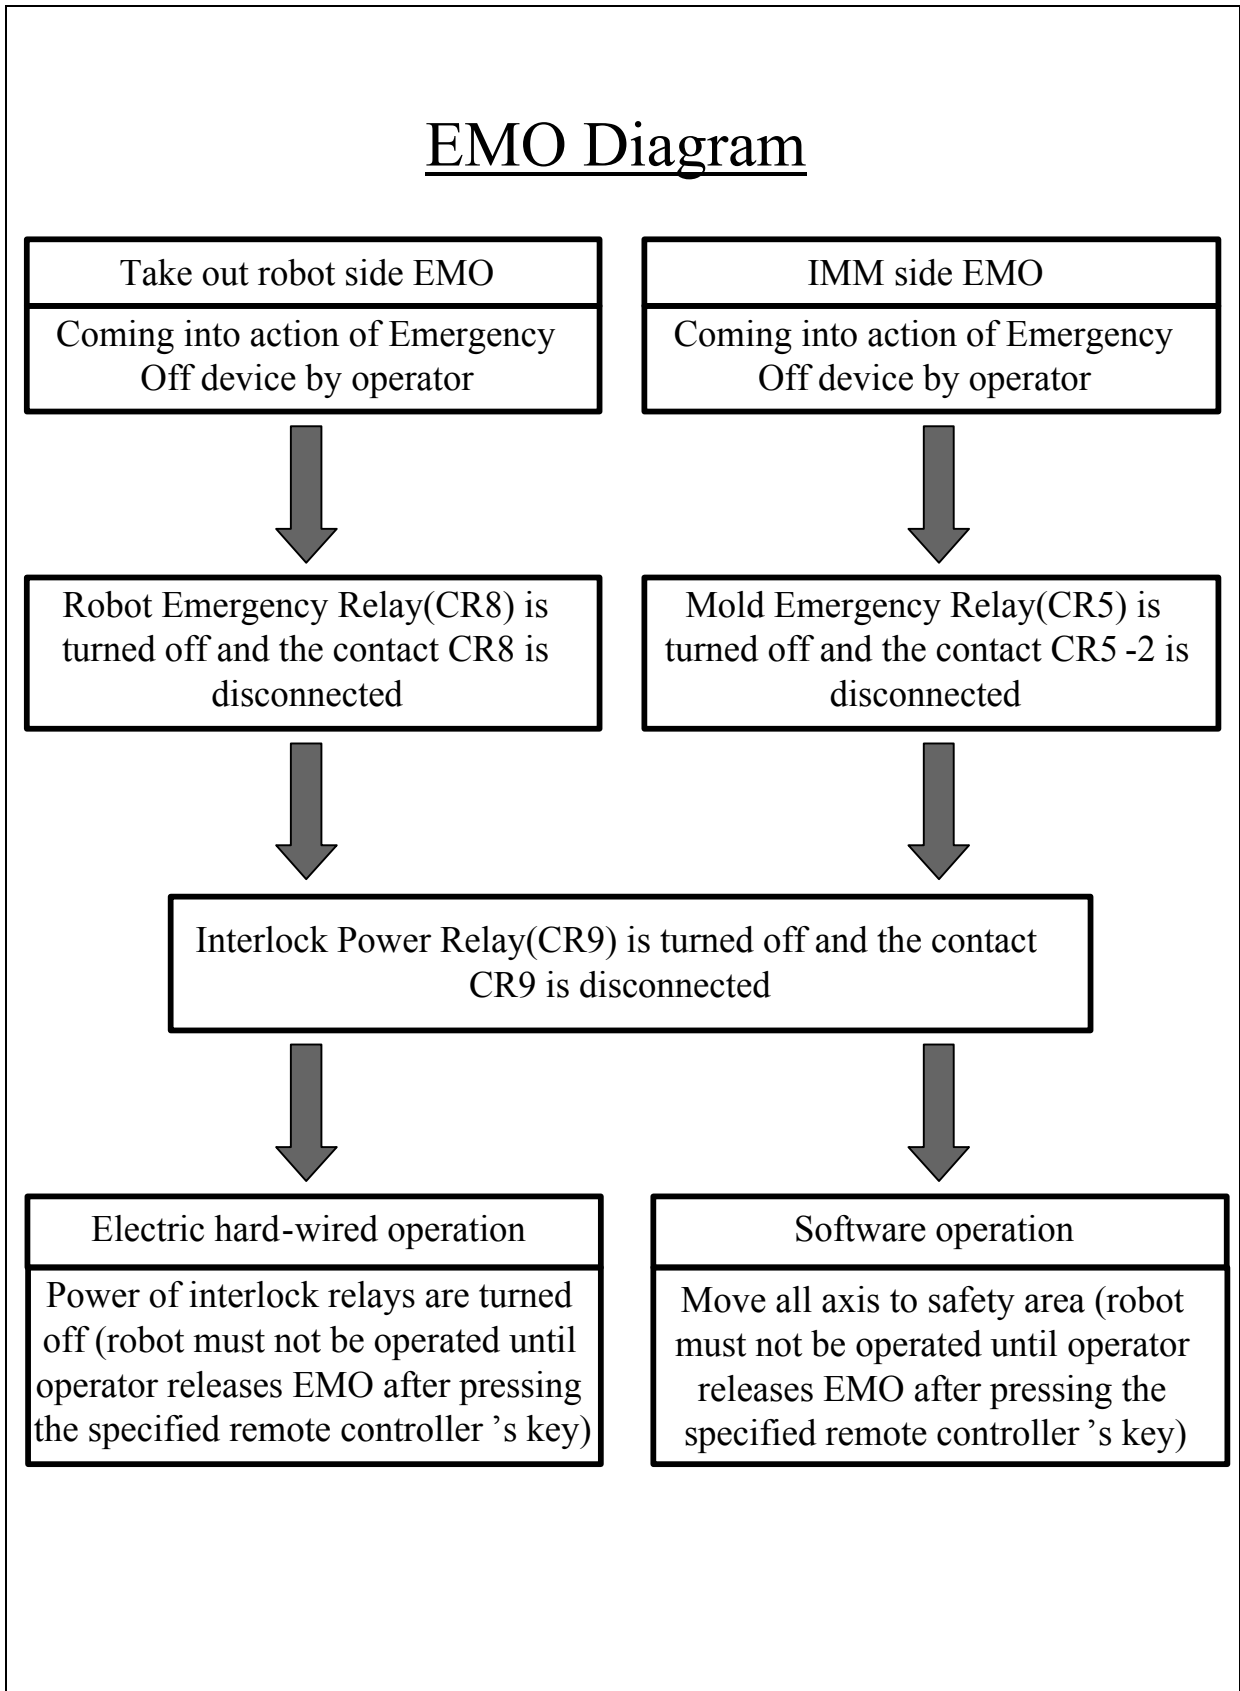 EMO Diagram
Take out robot side EMO
Coming into action of Emergency
Off device by operator
IMM side EMO
Coming into action of Emergency
Off device by operator
Robot Emergency Relay(CR8) is
turned off and the contact CR8 is
disconnected
Mold Emergency Relay(CR5) is
turned off and the contact CR5 -2 is
disconnected
Interlock Power Relay(CR9) is turned off and the contact
CR9 is disconnected
Electric hard-wired operation
Power of interlock relays are turned
off (robot must not be operated until
operator releases EMO after pressing
the specified remote controller ’s key)
Software operation
Move all axis to safety area (robot
must not be operated until operator
releases EMO after pressing the
specified remote controller ’s key)